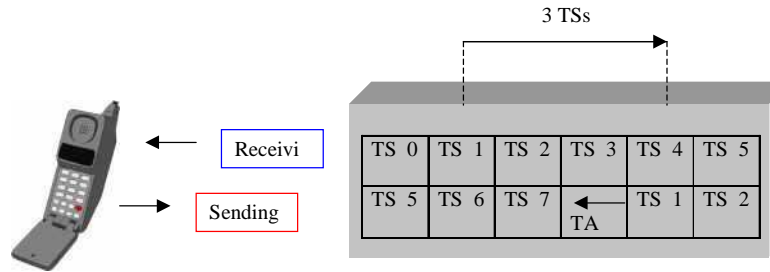 3 TSs
Receivi
Sending
TS 0 TS 1 TS 2 TS 3 TS 4 TS 5
TS 5 TS 6 TS 7 TA TS 1 TS 2